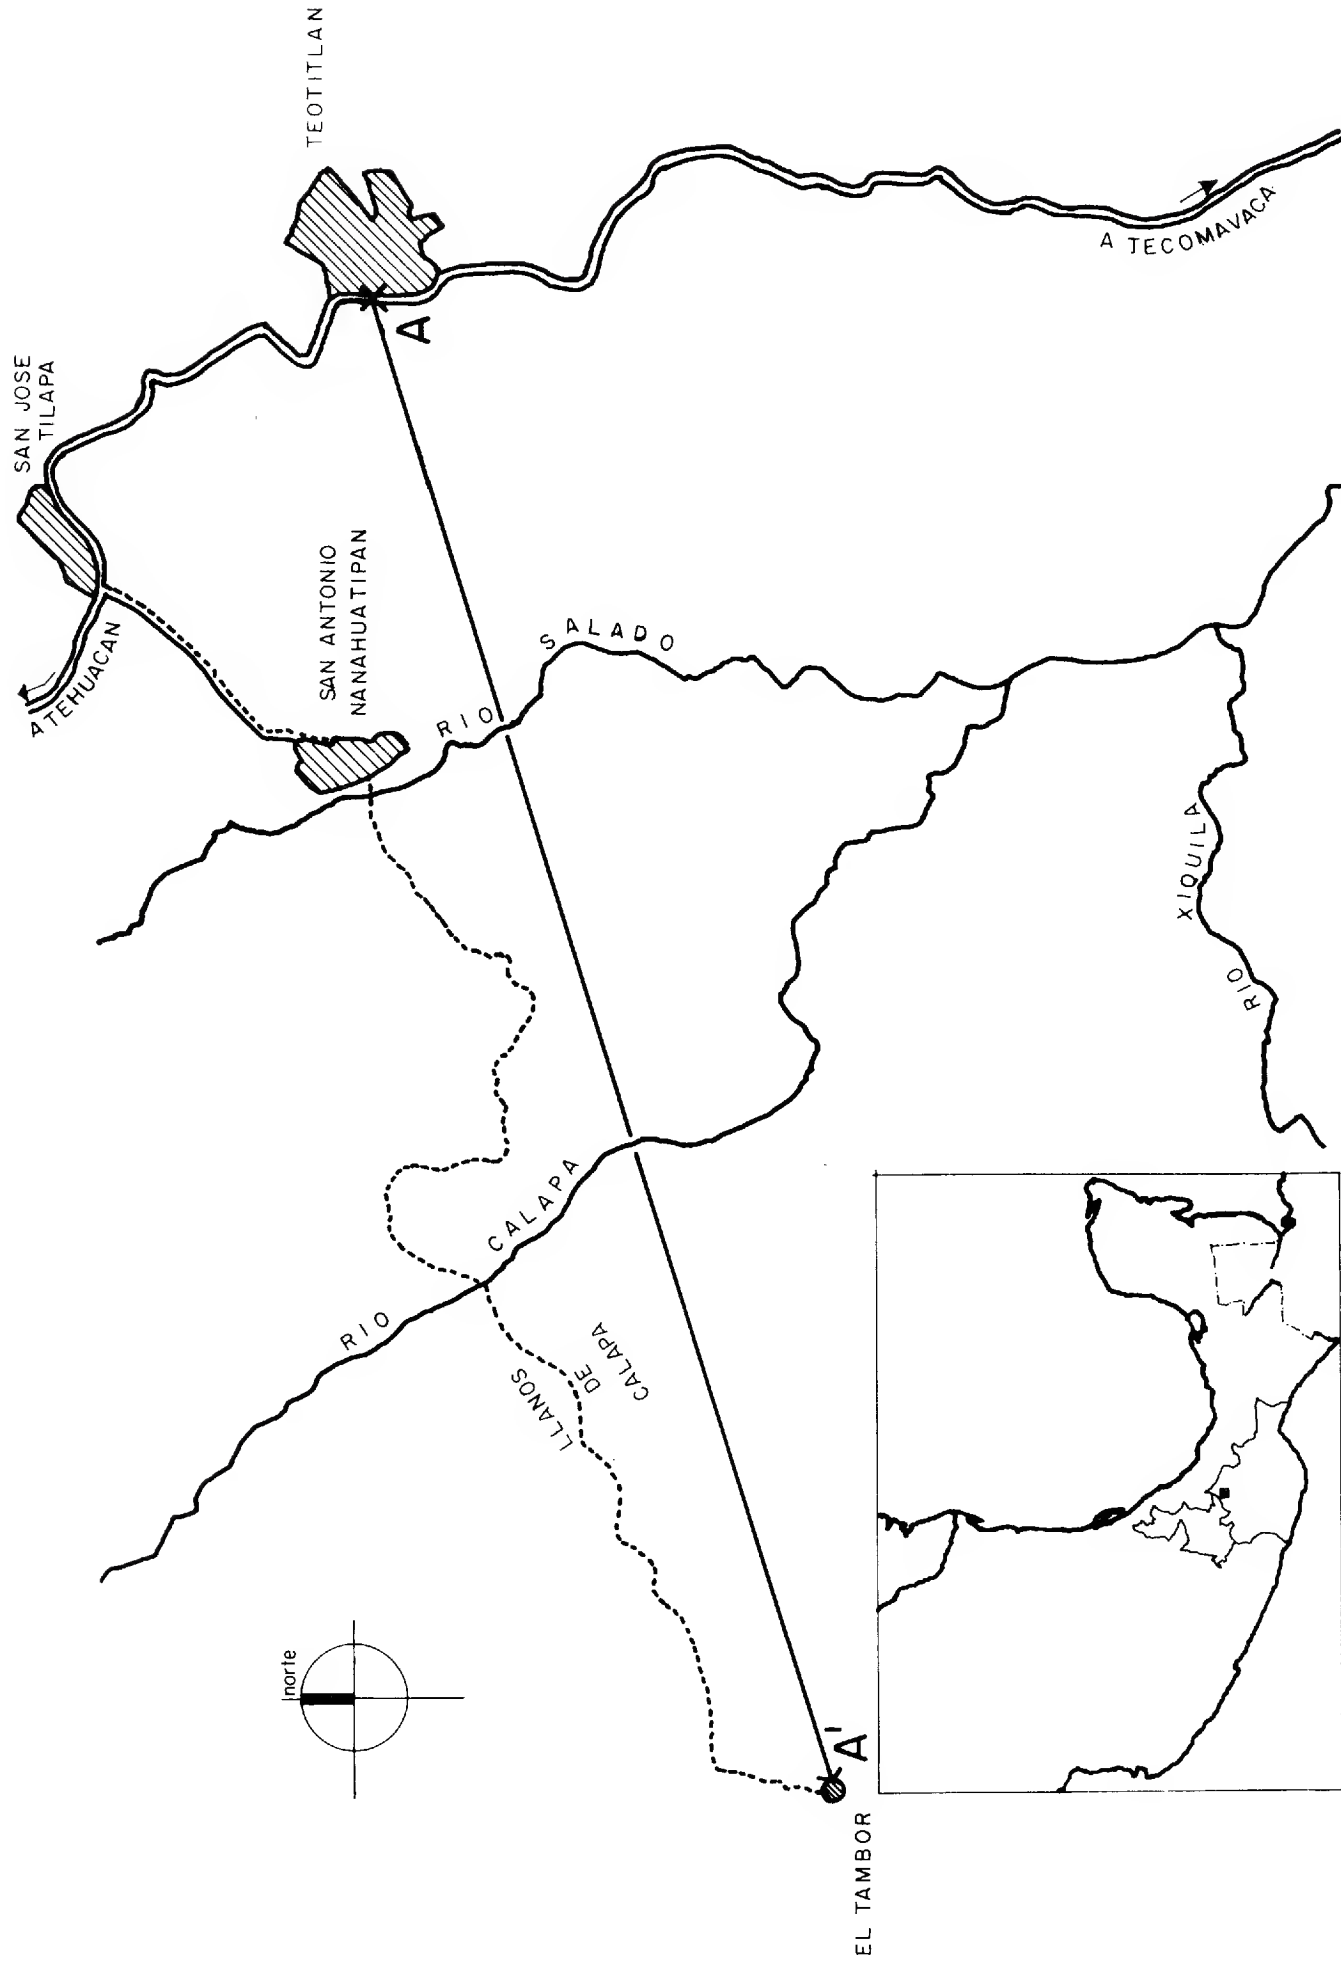 TEOTITLAN
SAN JOSE
TILAPA
A TEHUACAN
SAN ANTONIO
NANAHUATIPAN
A
RIO SALADO
A TECOMAVACA
norte
RIO CALAPA
LLANOS
DE
CALAPA
RIO XIQUILA
A'
EL TAMBOR